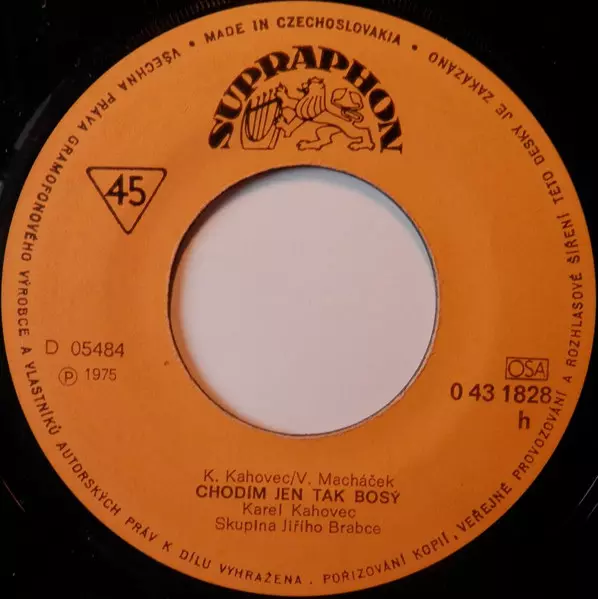 VŠECHNA PRÁVA GRAMOFONOVÉHO VÝROBCE A VLASTNÍKŮ AUTORSKÝCH PRÁV K DÍLU VYHRAŽENA. POŘIZOVÁNÍ KOPIÍ, VEŘEJNÉ PROVOZOVÁNÍ A ROZHLASOVÉ ŠÍŘENÍ TÉTO DESKY JE ZAKÁZÁNO
• MADE IN CZECHOSLOVAKIA •
SUPRAPHON
45
D 05484
Ⓟ 1975
OSA
0 43 1828
h
K. Kahovec/V. Macháček
CHODÍM JEN TAK BOSÝ
Karel Kahovec
Skupina Jiřího Brabce